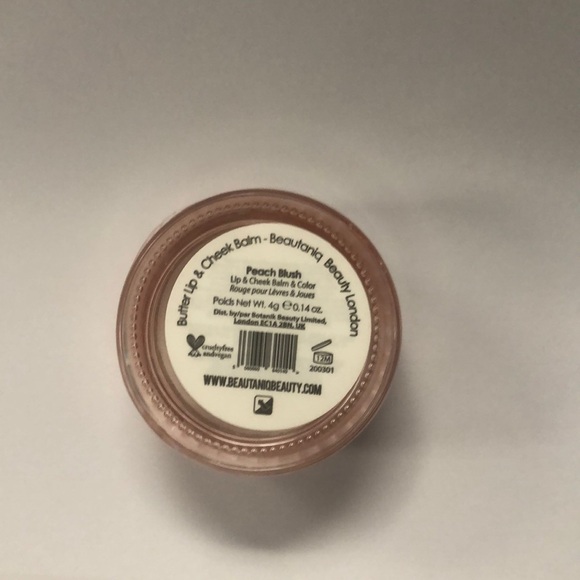 Butter Lip & Cheek Balm - Beautaniq Beauty London
Peach Blush
Lip & Cheek Balm & Color
Rouge pour Lèvres & Joues
Poids Net Wt. 4g ℮ 0.14 oz.
Dist. by/par Botanik Beauty Limited,
London EC1A 2BN, UK
crueltyfree
andvegan
12M
200301
WWW.BEAUTANIQBEAUTY.COM